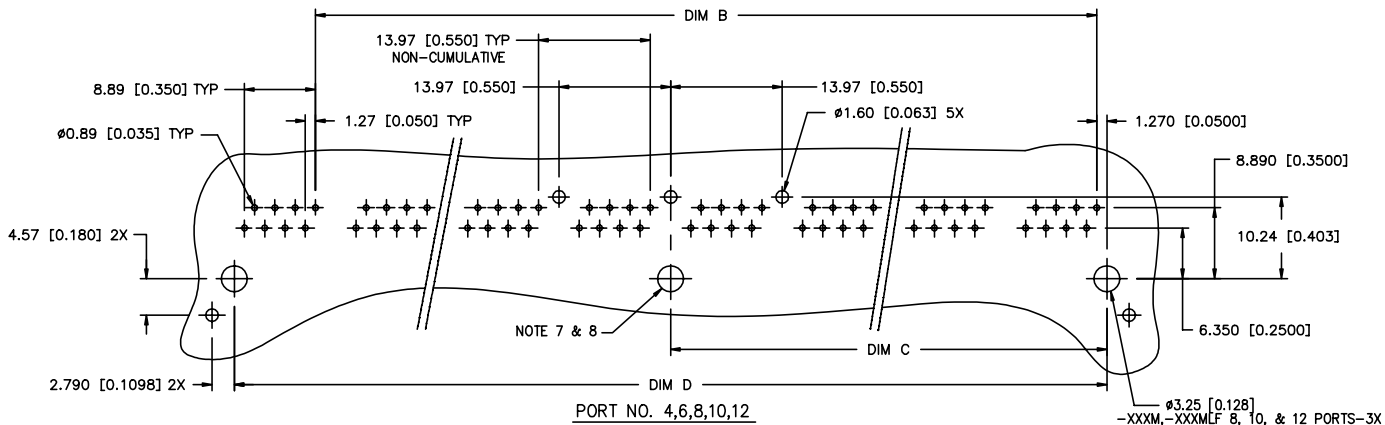 DIM B
13.97 [0.550] TYP
NON-CUMULATIVE
8.89 [0.350] TYP
13.97 [0.550]
13.97 [0.550]
ø0.89 [0.035] TYP
1.27 [0.050] TYP
ø1.60 [0.063] 5X
1.270 [0.0500]
8.890 [0.3500]
4.57 [0.180] 2X
10.24 [0.403]
NOTE 7 & 8
6.350 [0.2500]
DIM C
2.790 [0.1098] 2X
DIM D
ø3.25 [0.128]
-XXXM,-XXXMLF 8, 10, & 12 PORTS-3X
PORT NO. 4,6,8,10,12